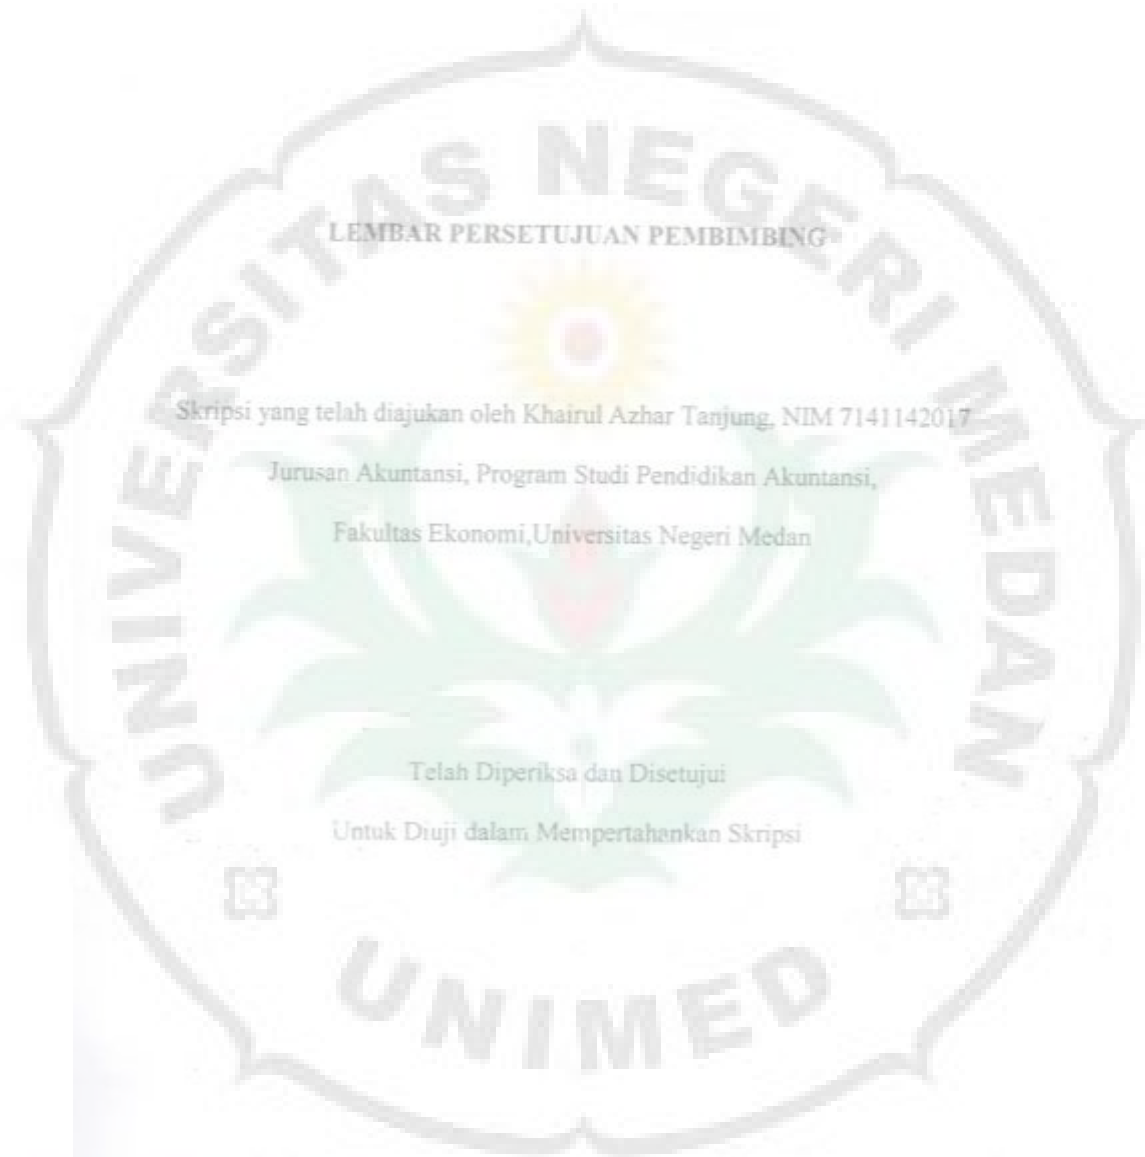 UNIVERSITAS NEGERI MEDAN
LEMBAR PERSETUJUAN PEMBIMBING
Skripsi yang telah diajukan oleh Khairul Azhar Tanjung, NIM 7141142017
Jurusan Akuntansi, Program Studi Pendidikan Akuntansi,
Fakultas Ekonomi,Universitas Negeri Medan
Telah Diperiksa dan Disetujui
Untuk Diuji dalam Mempertahankan Skripsi
UNIMED